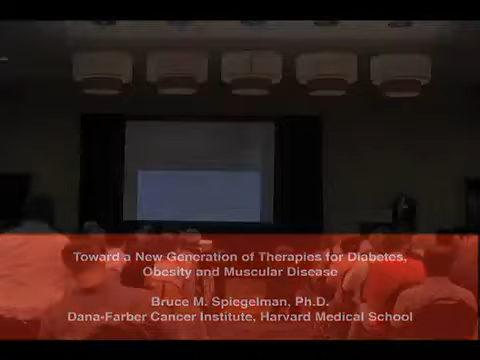 Toward a New Generation of Therapies for Diabetes,
Obesity and Muscular Disease
Bruce M. Spiegelman, Ph.D.
Dana-Farber Cancer Institute, Harvard Medical School